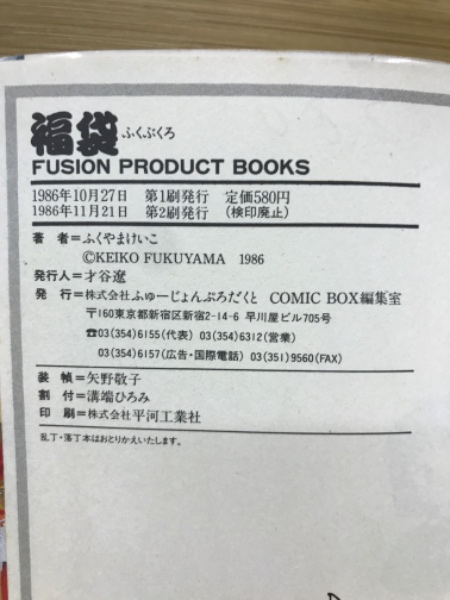 福袋 ふくぶくろ
FUSION PRODUCT BOOKS
1986年10月27日 第1刷発行 定価580円
1986年11月21日 第2刷発行 (検印廃止)
著 者=ふくやまけいこ
©KEIKO FUKUYAMA 1986
発行人=才谷遼
発 行=株式会社ふゅーじょんぷろだくと COMIC BOX編集室
〒160東京都新宿区新宿2-14-6 早川屋ビル705号
☎03(354)6155(代表) 03(354)6312(営業)
03(354)6157(広告・国際電話) 03(351)9560(FAX)
装 幀=矢野敬子
割 付=溝端ひろみ
印 刷=株式会社平河工業社
乱丁・落丁本はおとりかえいたします。